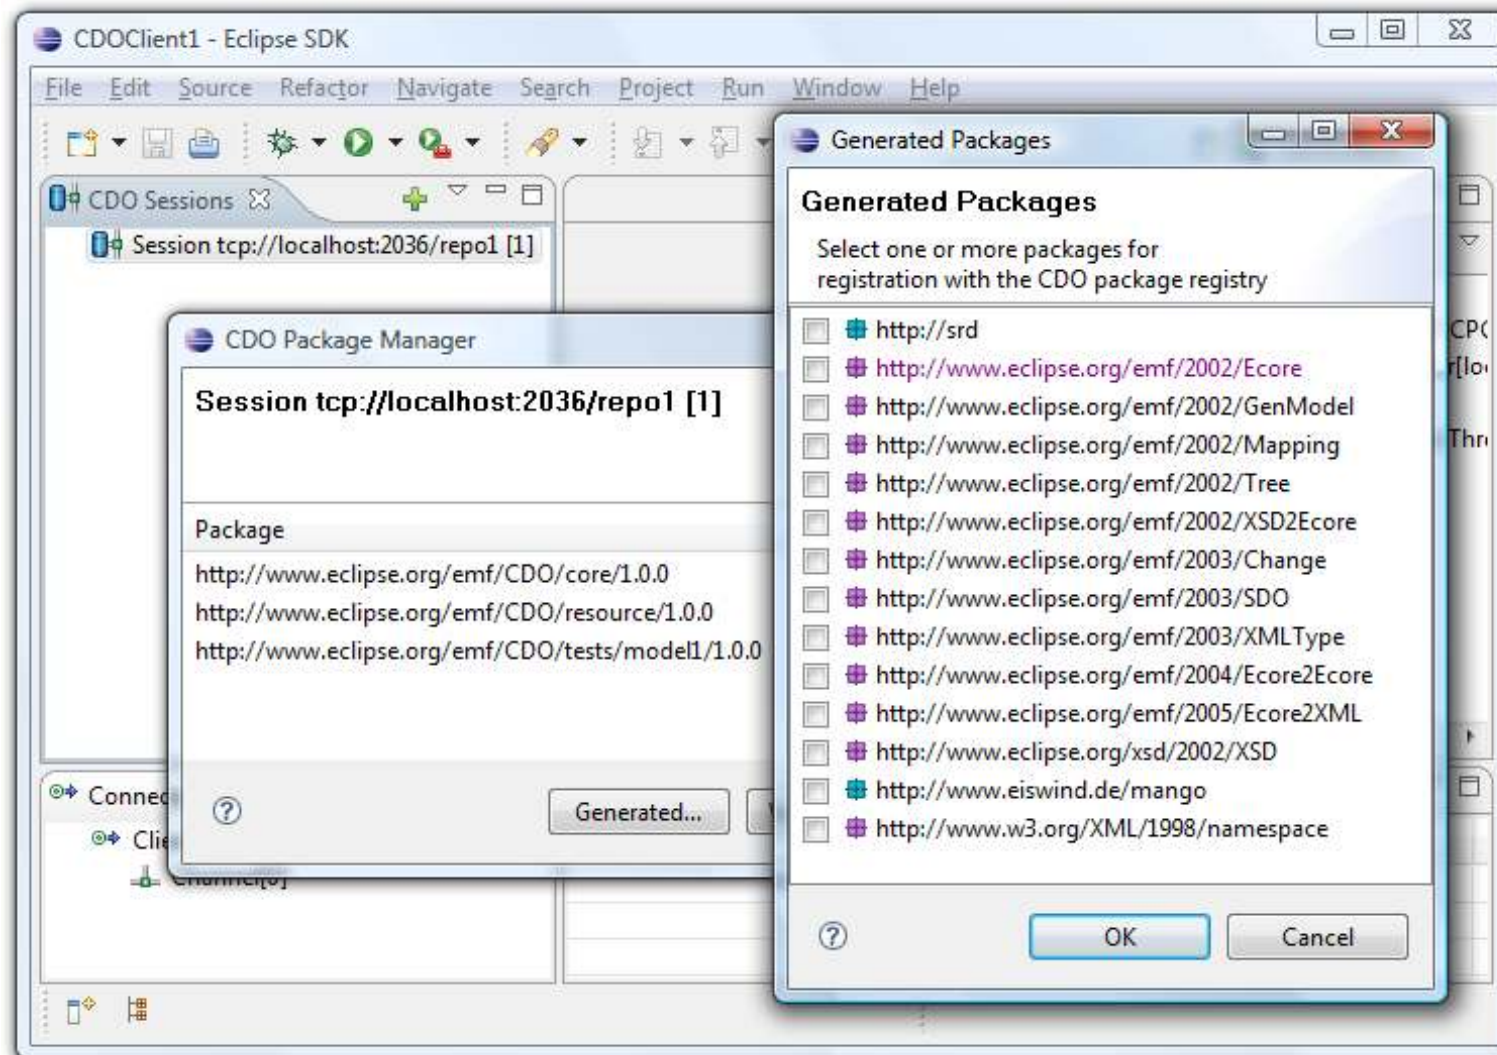 CDOClient1 - Eclipse SDK
File Edit Source Refactor Navigate Search Project Run Window Help
CDO Sessions
Session tcp://localhost:2036/repo1 [1]
CDO Package Manager
Session tcp://localhost:2036/repo1 [1]
Package
http://www.eclipse.org/emf/CDO/core/1.0.0
http://www.eclipse.org/emf/CDO/resource/1.0.0
http://www.eclipse.org/emf/CDO/tests/model1/1.0.0
Generated...
Generated Packages
Generated Packages
Select one or more packages for
registration with the CDO package registry
http://srd
http://www.eclipse.org/emf/2002/Ecore
http://www.eclipse.org/emf/2002/GenModel
http://www.eclipse.org/emf/2002/Mapping
http://www.eclipse.org/emf/2002/Tree
http://www.eclipse.org/emf/2002/XSD2Ecore
http://www.eclipse.org/emf/2003/Change
http://www.eclipse.org/emf/2003/SDO
http://www.eclipse.org/emf/2003/XMLType
http://www.eclipse.org/emf/2004/Ecore2Ecore
http://www.eclipse.org/emf/2005/Ecore2XML
http://www.eclipse.org/xsd/2002/XSD
http://www.eiswind.de/mango
http://www.w3.org/XML/1998/namespace
OK Cancel